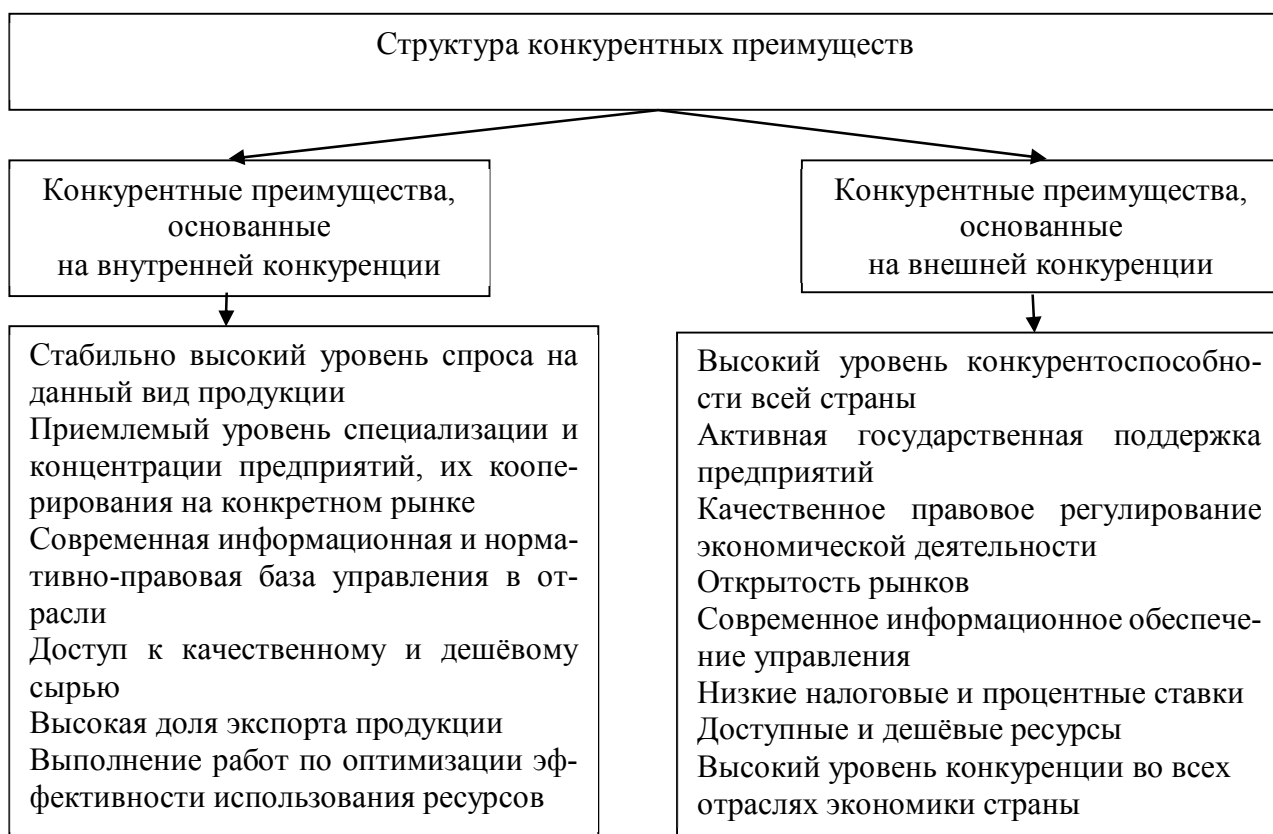 Структура конкурентных преимуществ
Конкурентные преимущества,
основанные
на внутренней конкуренции
Конкурентные преимущества,
основанные
на внешней конкуренции
Стабильно высокий уровень спроса на
данный вид продукции
Приемлемый уровень специализации и
концентрации предприятий, их коопе-
рирования на конкретном рынке
Современная информационная и норма-
тивно-правовая база управления в от-
расли
Доступ к качественному и дешёвому
сырью
Высокая доля экспорта продукции
Выполнение работ по оптимизации эф-
фективности использования ресурсов
Высокий уровень конкурентоспособно-
сти всей страны
Активная государственная поддержка
предприятий
Качественное правовое регулирование
экономической деятельности
Открытость рынков
Современное информационное обеспече-
ние управления
Низкие налоговые и процентные ставки
Доступные и дешёвые ресурсы
Высокий уровень конкуренции во всех
отраслях экономики страны